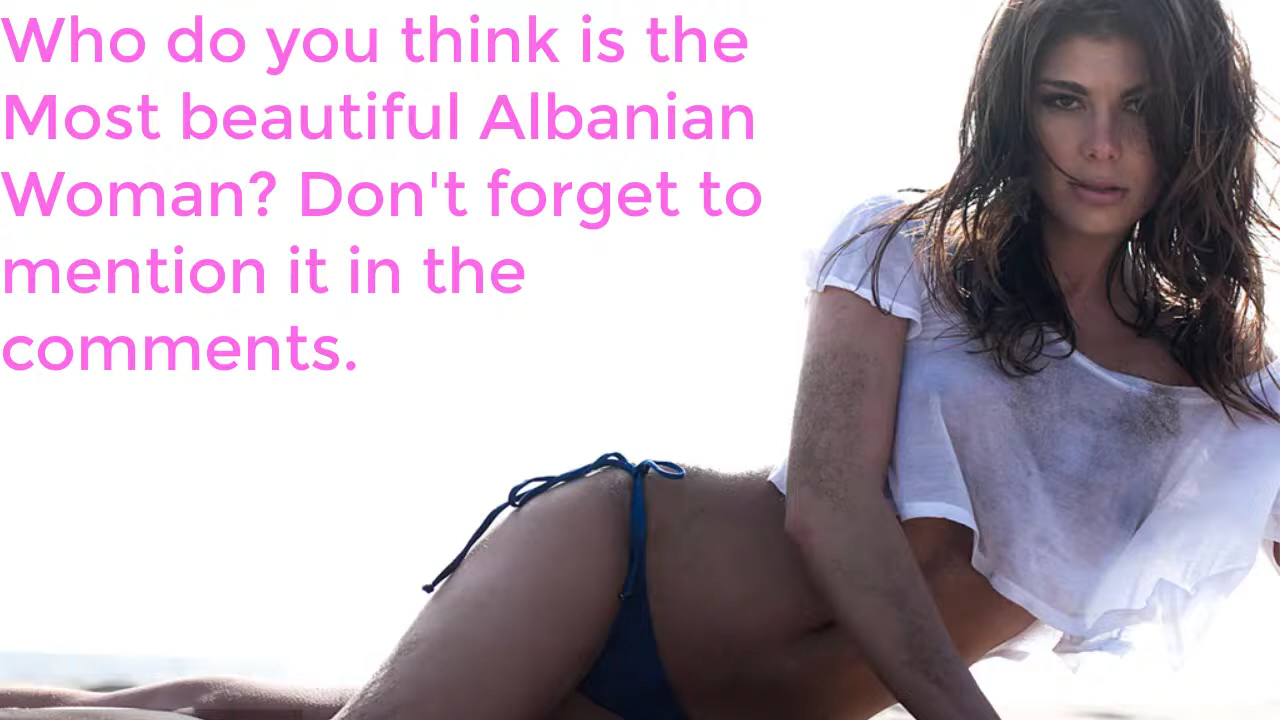 Who do you think is the
Most beautiful Albanian
Woman? Don't forget to
mention it in the
comments.